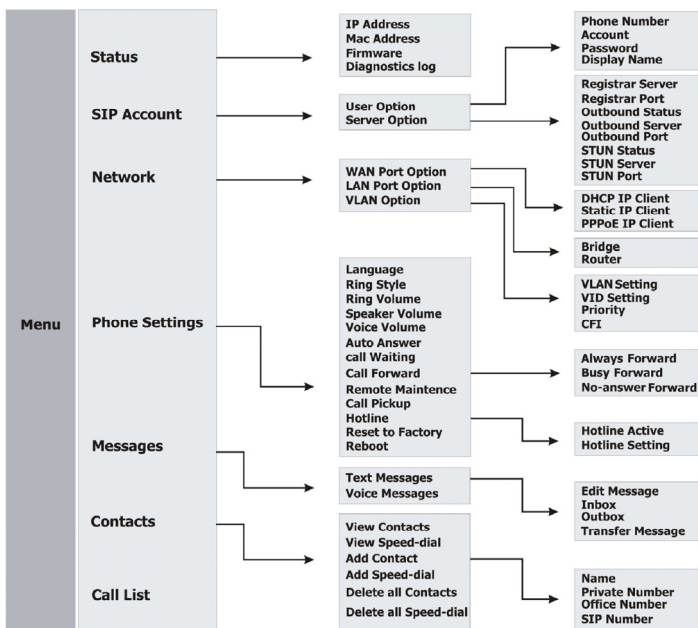 Menu
Status
SIP Account
Network
Phone Settings
Messages
Contacts
Call List
IP Address
Mac Address
Firmware
Diagnostics log
User Option
Server Option
WAN Port Option
LAN Port Option
VLAN Option
Language
Ring Style
Ring Volume
Speaker Volume
Voice Volume
Auto Answer
call Waiting
Call Forward
Remote Maintence
Call Pickup
Hotline
Reset to Factory
Reboot
Text Messages
Voice Messages
View Contacts
View Speed-dial
Add Contact
Add Speed-dial
Delete all Contacts
Delete all Speed-dial
Phone Number
Account
Password
Display Name
Registrar Server
Registrar Port
Outbound Status
Outbound Server
Outbound Port
STUN Status
STUN Server
STUN Port
DHCP IP Client
Static IP Client
PPPoE IP Client
Bridge
Router
VLAN Setting
VID Setting
Priority
CFI
Always Forward
Busy Forward
No-answer Forward
Hotline Active
Hotline Setting
Edit Message
Inbox
Outbox
Transfer Message
Name
Private Number
Office Number
SIP Number